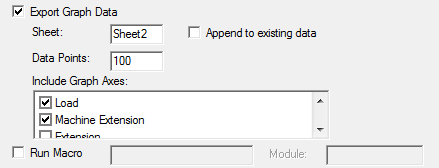 Export Graph Data
Sheet: Sheet2 Append to existing data
Data Points: 100
Include Graph Axes:
Load
Machine Extension
Extension
Run Macro Module: